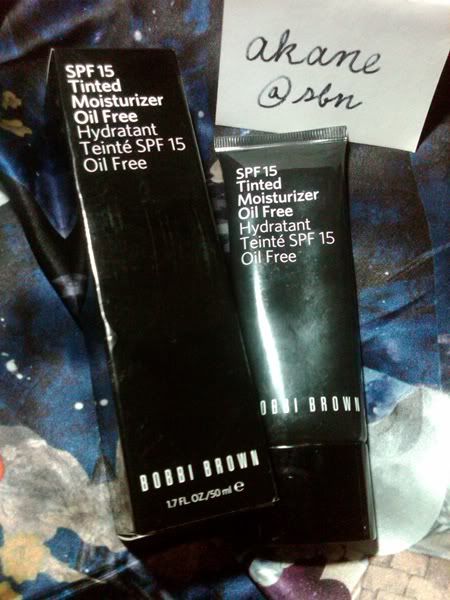 akane
@sbn
SPF 15
Tinted
Moisturizer
Oil Free
Hydratant
Teinté SPF 15
Oil Free
BOBBI BROWN
1.7 FL. OZ./50 ml e
SPF 15
Tinted
Moisturizer
Oil Free
Hydratant
Teinté SPF 15
Oil Free
BOBBI BROWN